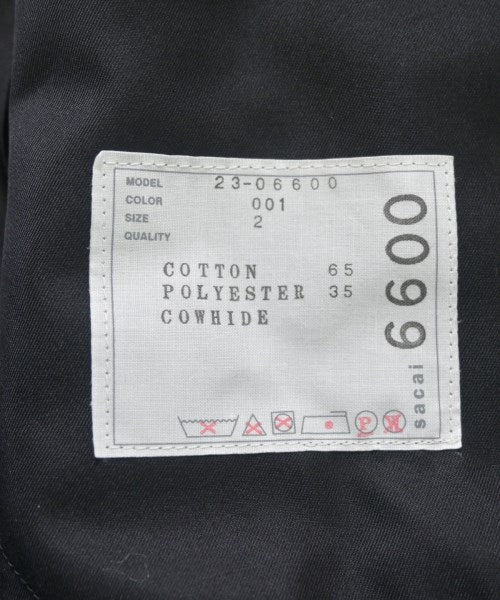 MODEL 23-06600
COLOR 001
SIZE 2
QUALITY
COTTON 65
POLYESTER 35
COWHIDE
sacai 6600
P W